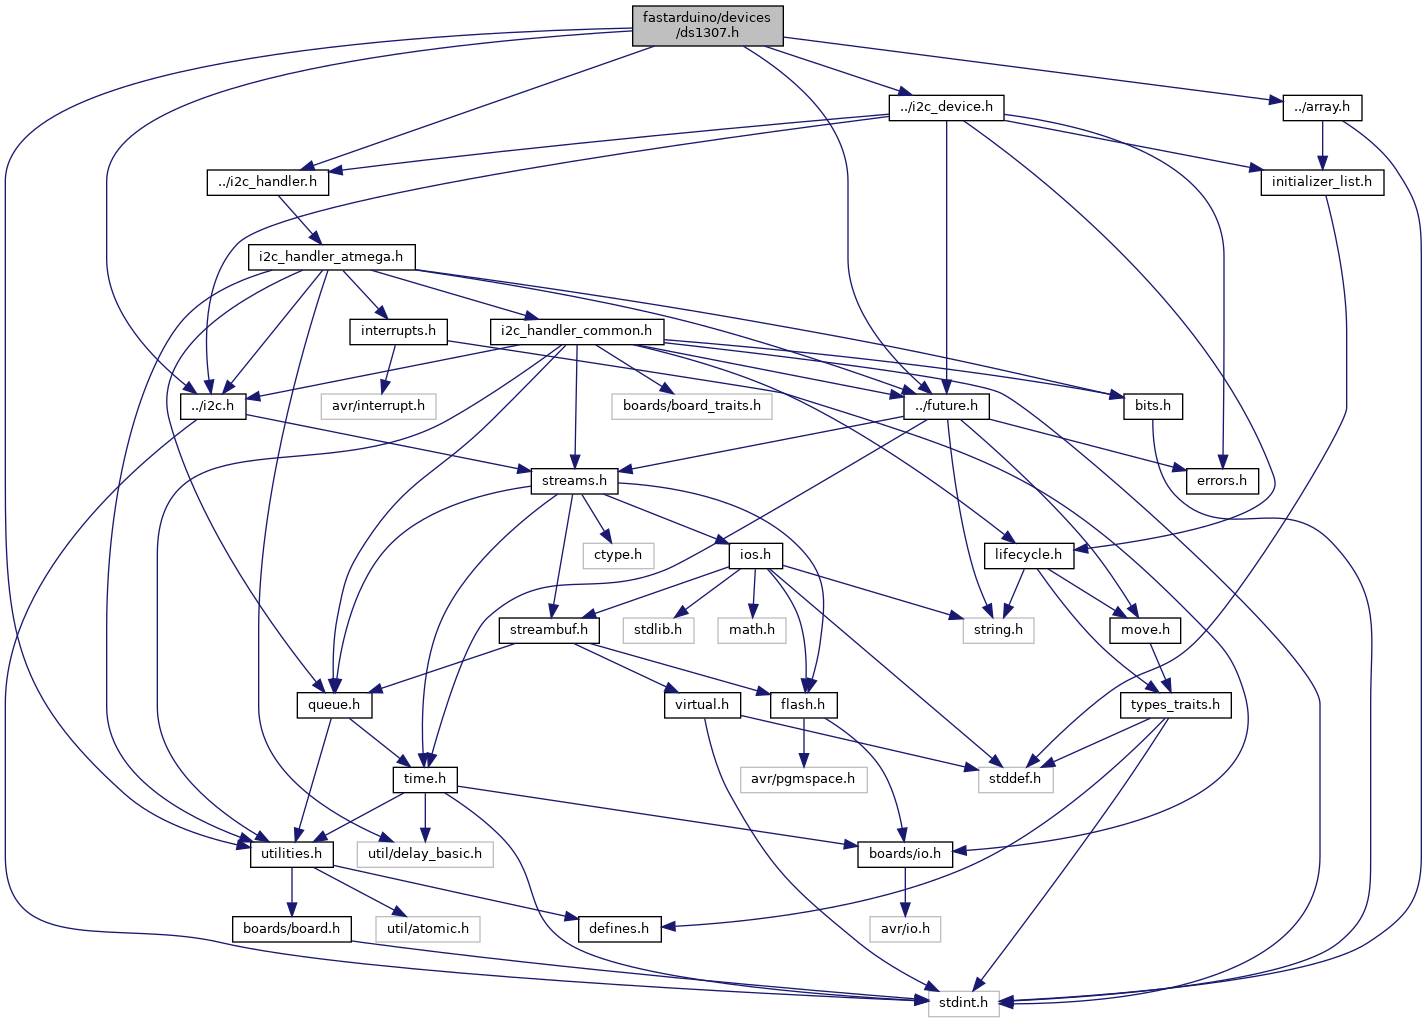 fastarduino/devices
/ds1307.h
../i2c_device.h
../array.h
../i2c_handler.h
initializer_list.h
i2c_handler_atmega.h
interrupts.h
i2c_handler_common.h
../i2c.h
avr/interrupt.h
boards/board_traits.h
../future.h
bits.h
streams.h
errors.h
ctype.h
ios.h
lifecycle.h
streambuf.h
stdlib.h
math.h
string.h
move.h
queue.h
virtual.h
flash.h
types_traits.h
time.h
avr/pgmspace.h
stddef.h
utilities.h
util/delay_basic.h
boards/io.h
boards/board.h
util/atomic.h
defines.h
avr/io.h
stdint.h